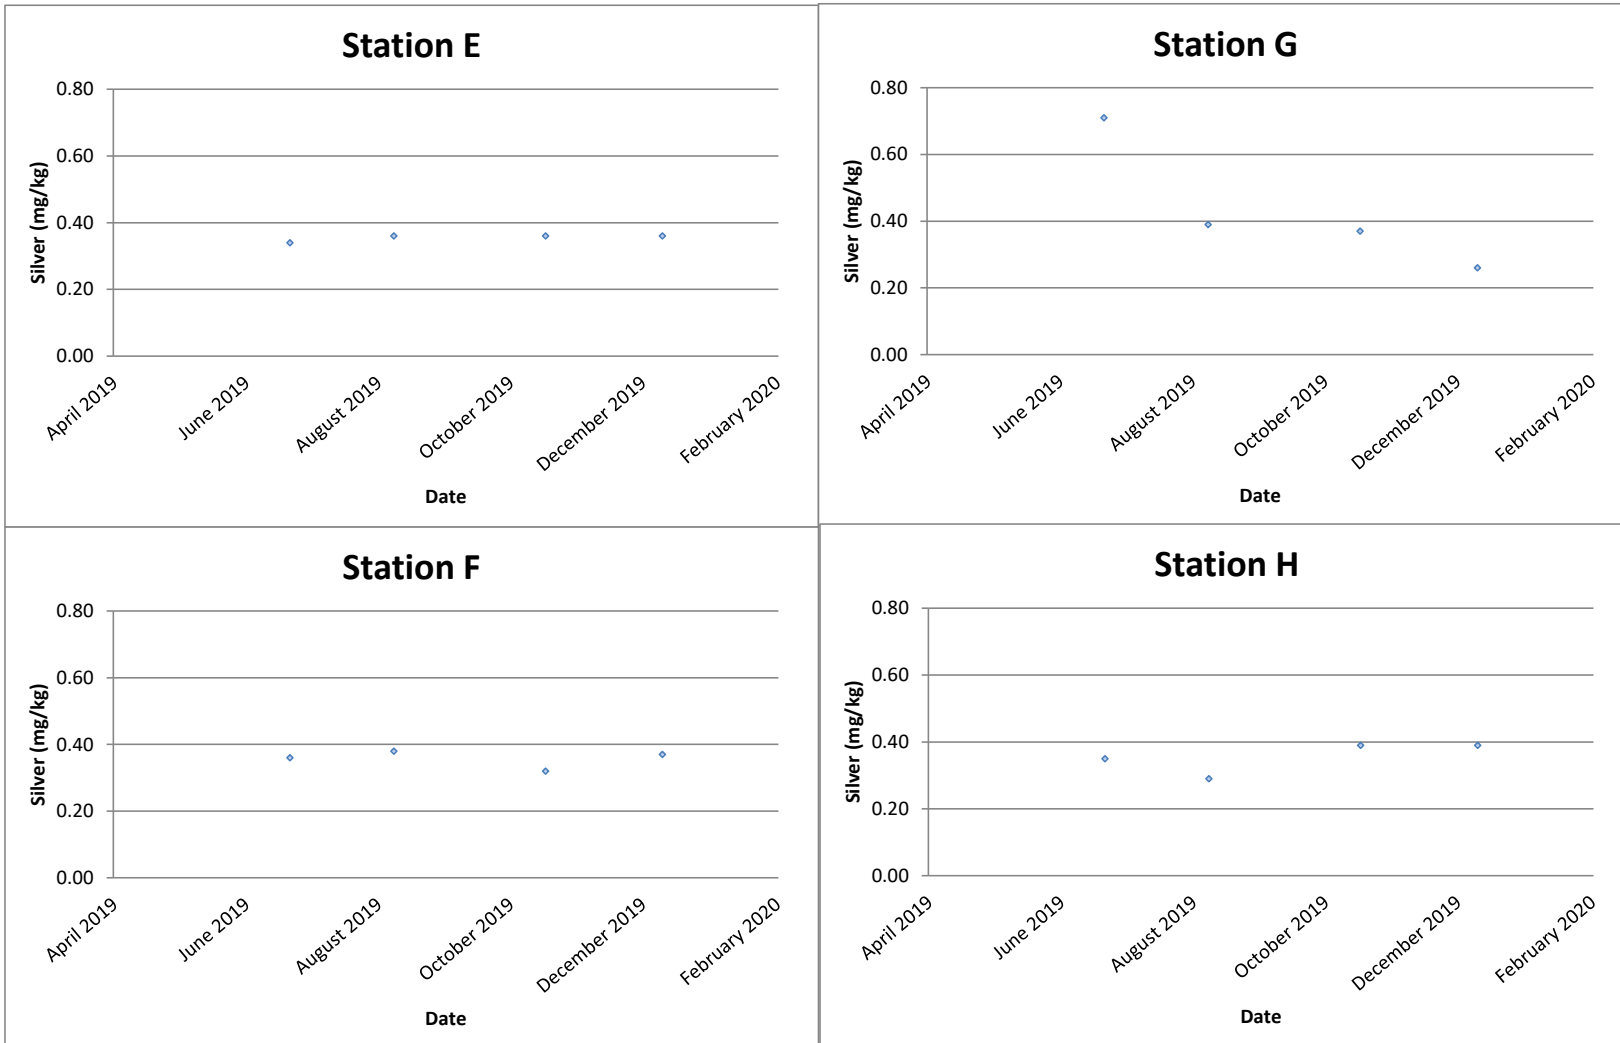 Station E
0.80
0.60
0.40
0.20
0.00
Silver (mg/kg)
April 2019
June 2019
August 2019
October 2019
December 2019
February 2020
Date
Station G
0.80
0.60
0.40
0.20
0.00
Silver (mg/kg)
April 2019
June 2019
August 2019
October 2019
December 2019
February 2020
Date
Station F
0.80
0.60
0.40
0.20
0.00
Silver (mg/kg)
April 2019
June 2019
August 2019
October 2019
December 2019
February 2020
Date
Station H
0.80
0.60
0.40
0.20
0.00
Silver (mg/kg)
April 2019
June 2019
August 2019
October 2019
December 2019
February 2020
Date